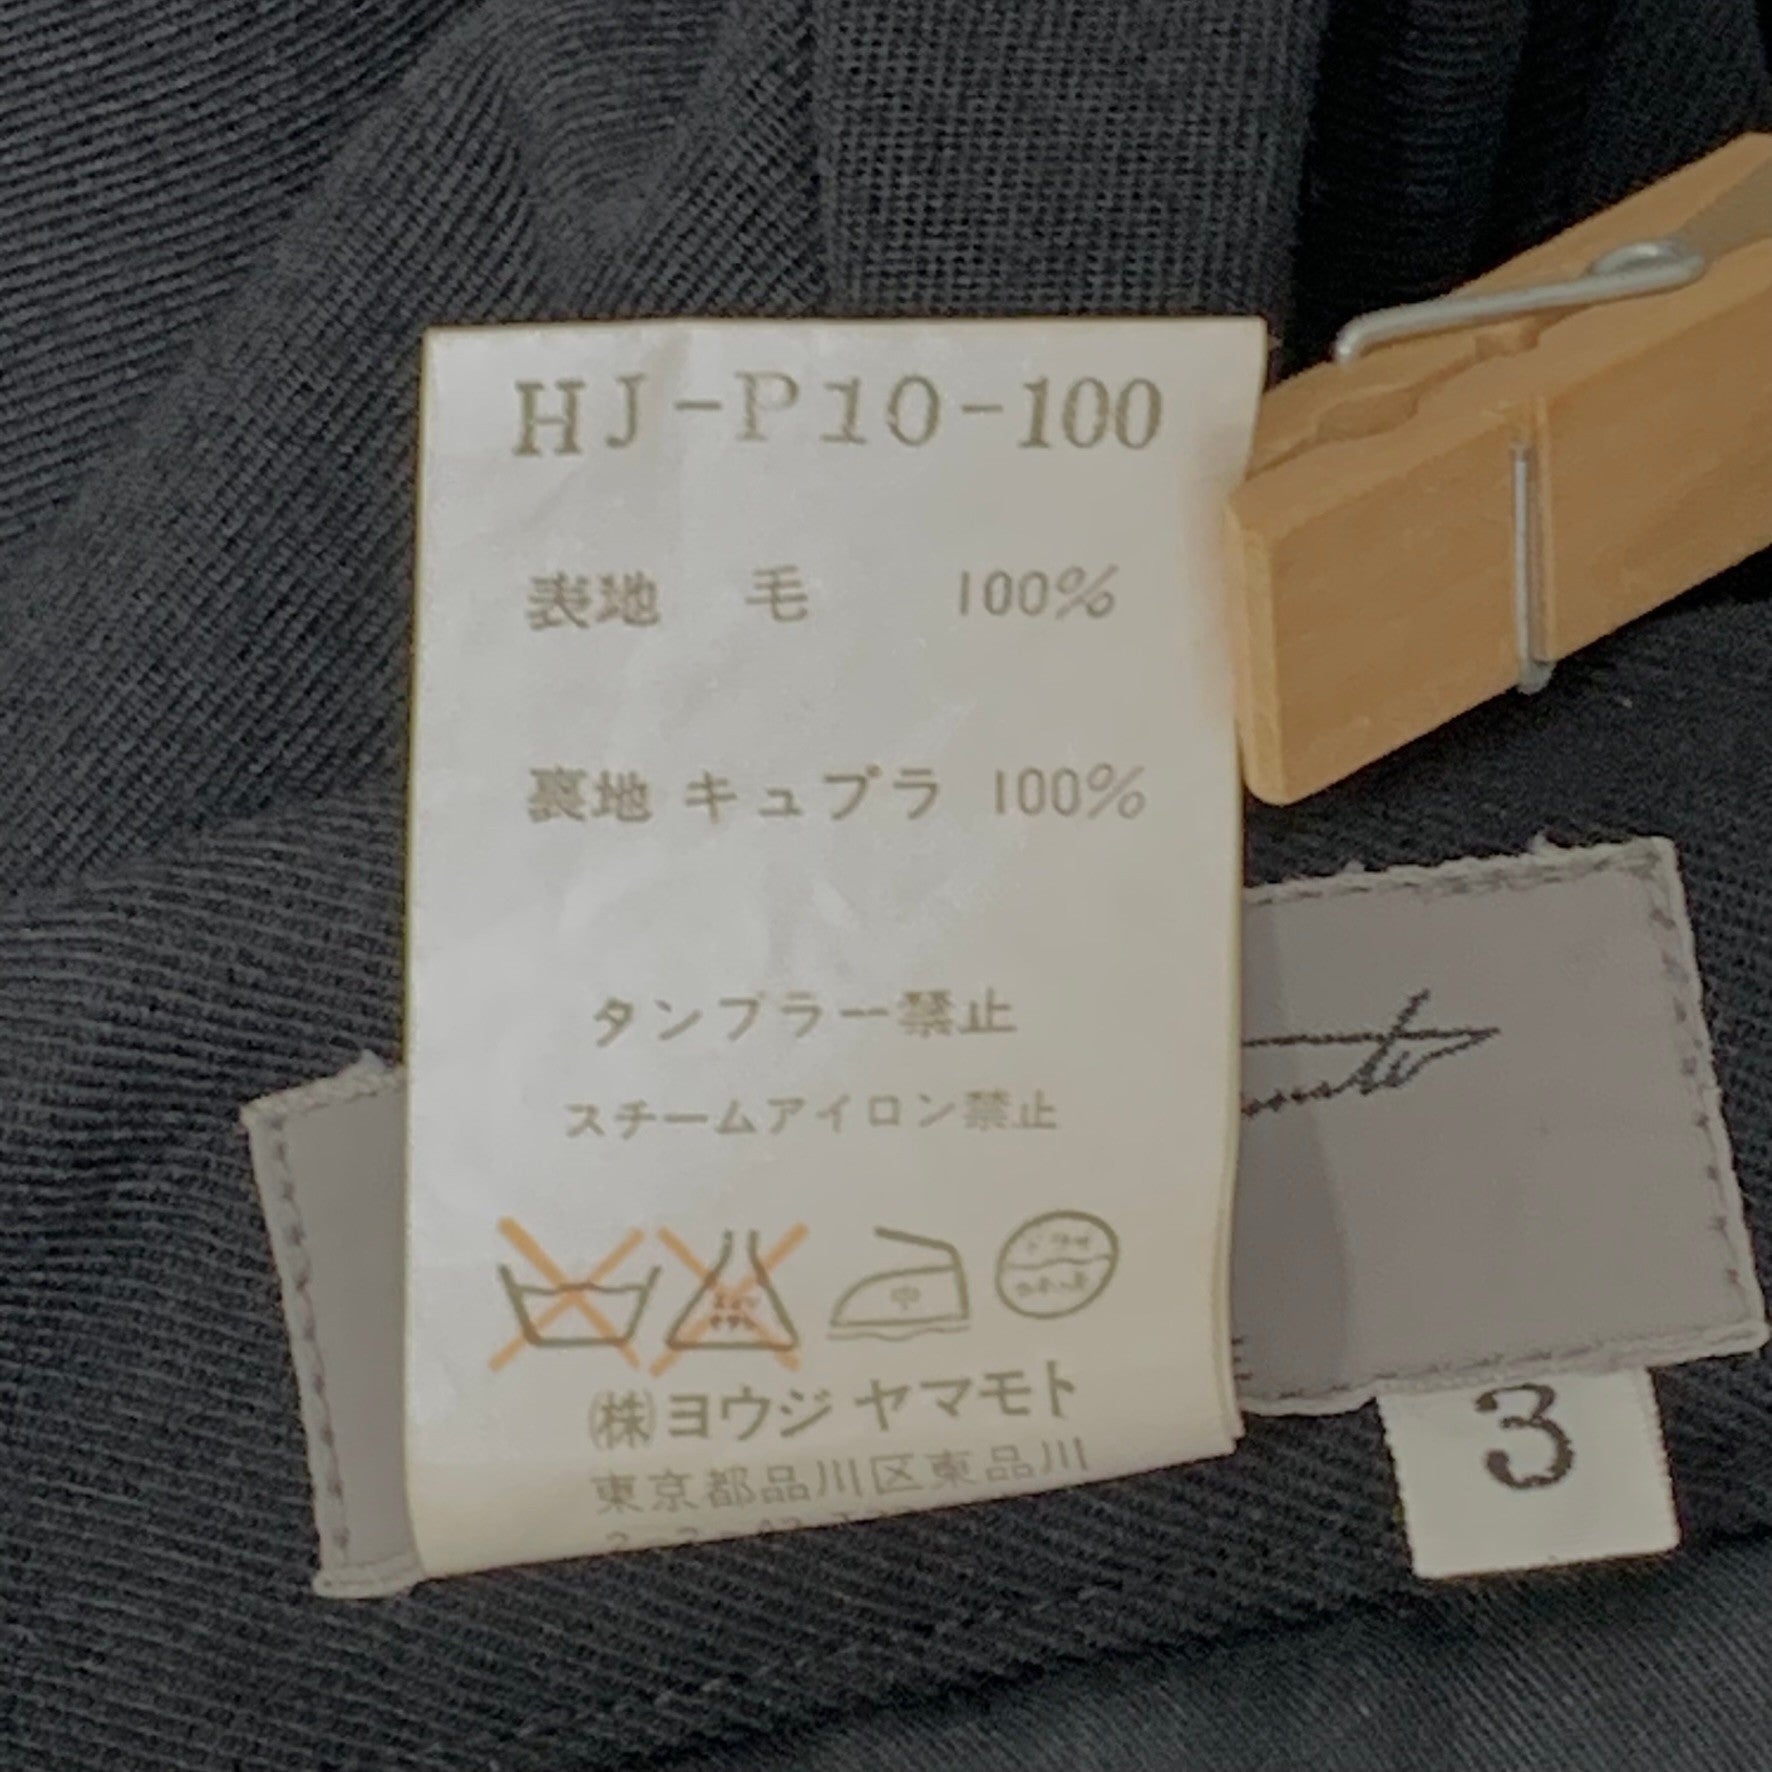 HJ-P10-100
表地 毛 100%
裏地 キュプラ 100%
タンブラー禁止
スチームアイロン禁止
中
(株)ヨウジ ヤマモト
東京都品川区東品川
3